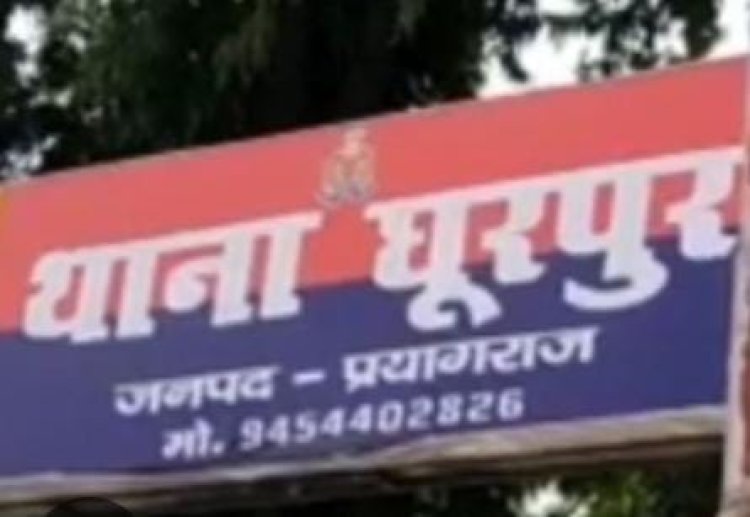 थाना घूरपुर
जनपद - प्रयागराज
मो. 9454402826